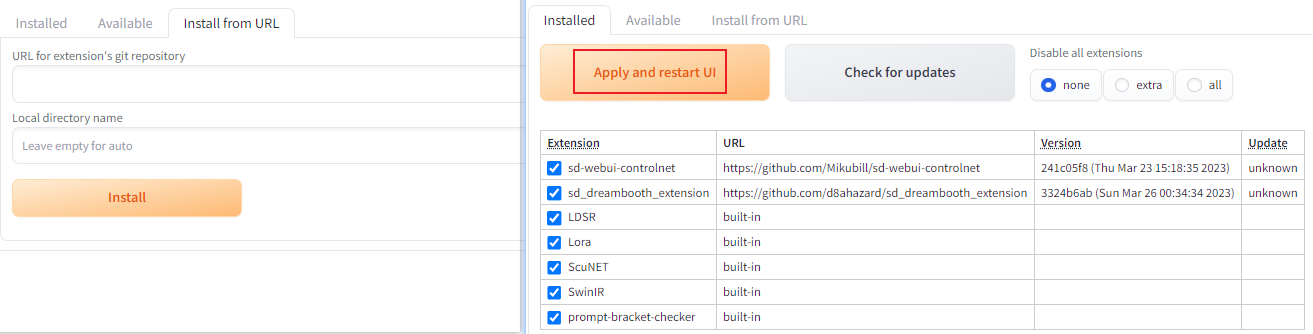 Installed Available Install from URL
URL for extension's git repository
Local directory name
Leave empty for auto
Install
Installed Available Install from URL
Apply and restart UI Check for updates
Disable all extensions
none extra all
Extension URL Version Update
sd-webui-controlnet https://github.com/Mikubill/sd-webui-controlnet 241c05f8 (Thu Mar 23 15:18:35 2023) unknown
sd_dreambooth_extension https://github.com/d8ahazard/sd_dreambooth_extension 3324b6ab (Sun Mar 26 00:34:34 2023) unknown
LDSR built-in
Lora built-in
ScuNET built-in
SwinIR built-in
prompt-bracket-checker built-in